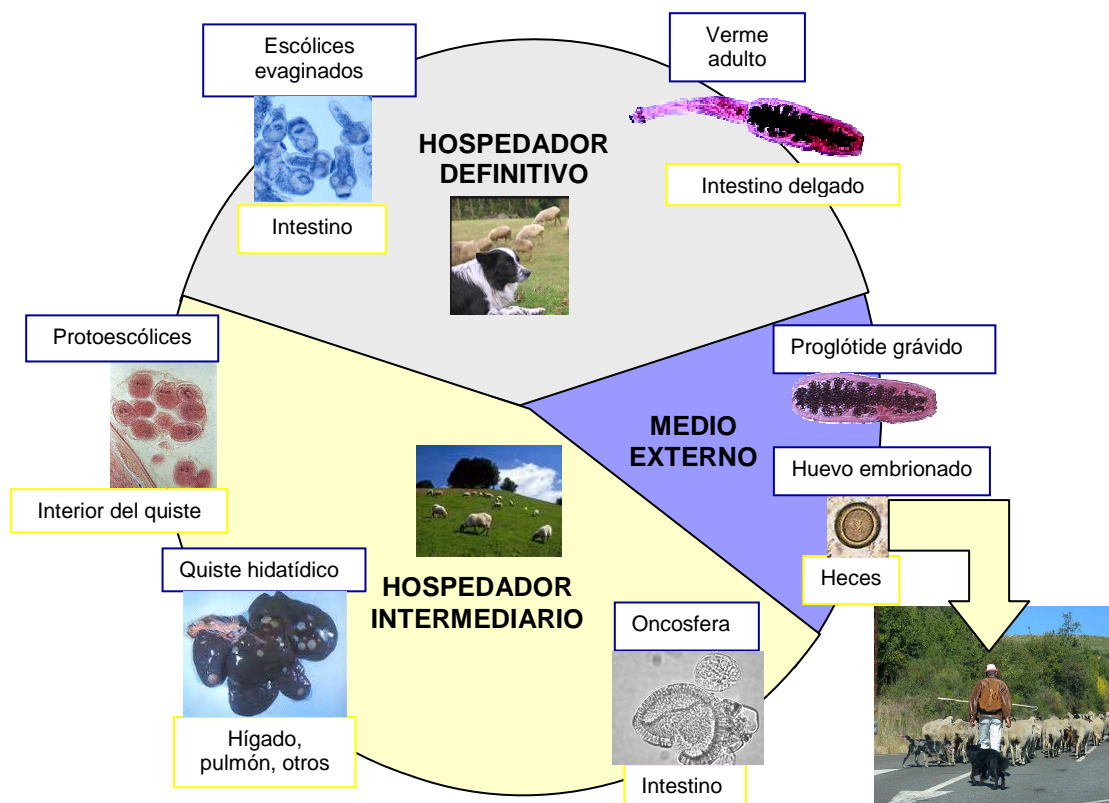 Escólices
evaginados
Verme
adulto
HOSPEDADOR
DEFINITIVO
Intestino delgado
Intestino
Protoescólices
Proglótide grávido
MEDIO
EXTERNO
Huevo embrionado
Interior del quiste
Quiste hidatídico
HOSPEDADOR
INTERMEDIARIO
Heces
Oncosfera
Hígado,
pulmón, otros
Intestino